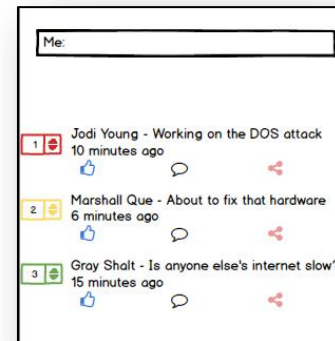 Me:
1
Jodi Young - Working on the DOS attack
10 minutes ago
2
Marshall Que - About to fix that hardware
6 minutes ago
3
Gray Shalt - Is anyone else's internet slow?
15 minutes ago